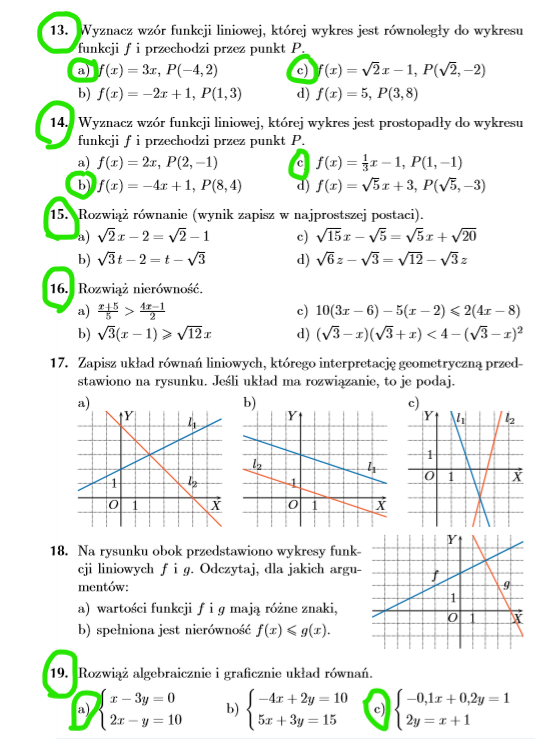 13. Wyznacz wzór funkcji liniowej, której wykres jest równoległy do wykresu
funkcji f i przechodzi przez punkt P.
a) f(x) = 3x, P(−4, 2)
c) f(x) = √2x − 1, P(√2, −2)
b) f(x) = −2x + 1, P(1, 3)
d) f(x) = 5, P(3, 8)
14. Wyznacz wzór funkcji liniowej, której wykres jest prostopadły do wykresu
funkcji f i przechodzi przez punkt P.
a) f(x) = 2x, P(2, −1)
c) f(x) = 1/3x − 1, P(1, −1)
b) f(x) = −4x + 1, P(8, 4)
d) f(x) = √5x + 3, P(√5, −3)
15. Rozwiąż równanie (wynik zapisz w najprostszej postaci).
a) √2x − 2 = √2 − 1
c) √15x − √5 = √5x + √20
b) √3t − 2 = t − √3
d) √6z − √3 = √12 − √3z
16. Rozwiąż nierówność.
a) x+5/5 > 4x−1/2
c) 10(3x − 6) − 5(x − 2) ⩽ 2(4x − 8)
b) √3(x − 1) ⩾ √12x
d) (√3 − x)(√3 + x) < 4 − (√3 − x)²
17. Zapisz układ równań liniowych, którego interpretację geometryczną przed-
stawiono na rysunku. Jeśli układ ma rozwiązanie, to je podaj.
a) b) c)
Y l₁ l₂ 1 O 1 X
Y l₂ l₁ 1 O 1 X
Y l₁ l₂ 1 O 1 X
18. Na rysunku obok przedstawiono wykresy funk-
cji liniowych f i g. Odczytaj, dla jakich argu-
mentów:
a) wartości funkcji f i g mają różne znaki,
b) spełniona jest nierówność f(x) ⩽ g(x).
Y f g 1 O 1 X
19. Rozwiąż algebraicznie i graficznie układ równań.
a) { x − 3y = 0
2x − y = 10
b) { −4x + 2y = 10
5x + 3y = 15
c) { −0,1x + 0,2y = 1
2y = x + 1